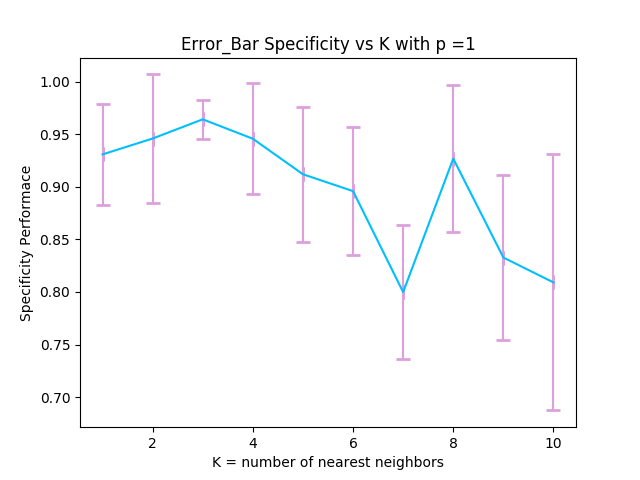 Error_Bar Specificity vs K with p =1
1.00
0.95
0.90
0.85
0.80
0.75
0.70
Specificity Performace
2 4 6 8 10
K = number of nearest neighbors